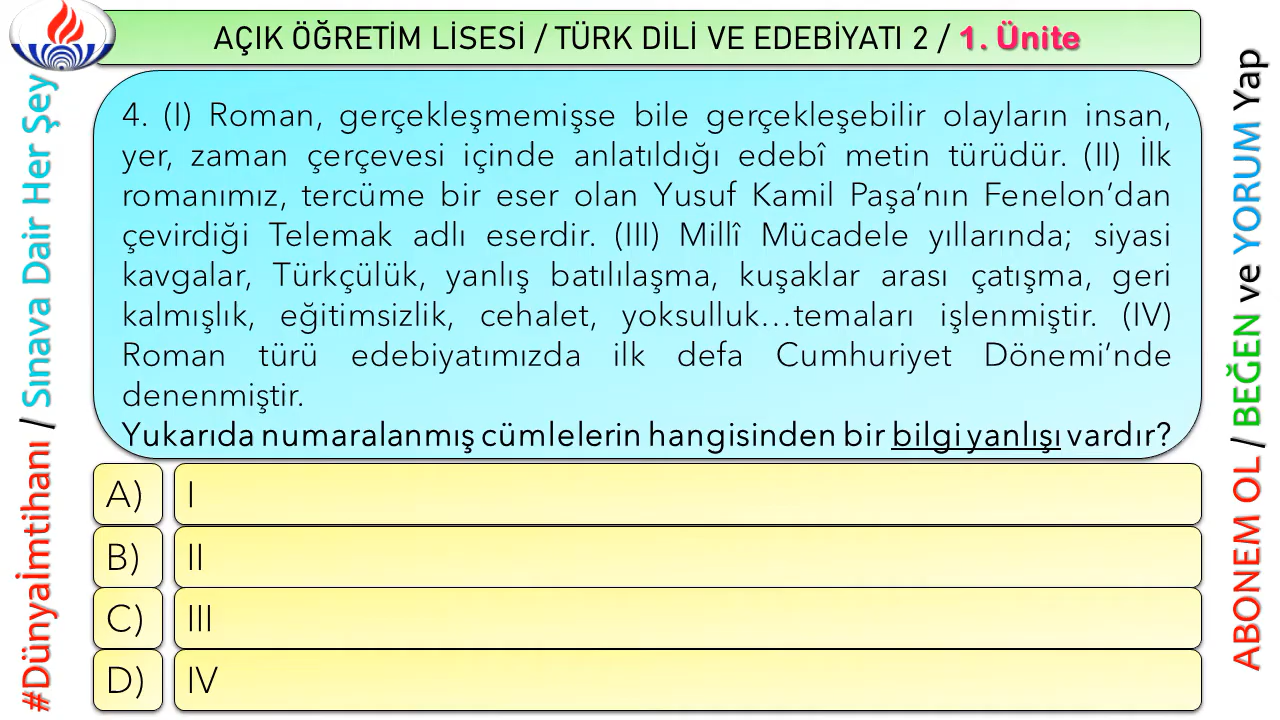 AÇIK ÖĞRETİM LİSESİ / TÜRK DİLİ VE EDEBİYATI 2 / 1. Ünite
#Dünyaİmtihanı / Sınava Dair Her Şey
4. (I) Roman, gerçekleşmemişse bile gerçekleşebilir olayların insan,
yer, zaman çerçevesi içinde anlatıldığı edebî metin türüdür. (II) İlk
romanımız, tercüme bir eser olan Yusuf Kamil Paşa’nın Fenelon’dan
çevirdiği Telemak adlı eserdir. (III) Millî Mücadele yıllarında; siyasi
kavgalar, Türkçülük, yanlış batılılaşma, kuşaklar arası çatışma, geri
kalmışlık, eğitimsizlik, cehalet, yoksulluk...temaları işlenmiştir. (IV)
Roman türü edebiyatımızda ilk defa Cumhuriyet Dönemi’nde
denenmiştir.
Yukarıda numaralanmış cümlelerin hangisinden bir bilgi yanlışı vardır?
A) I
B) II
C) III
D) IV
ABONEM OL / BEĞEN ve YORUM Yap